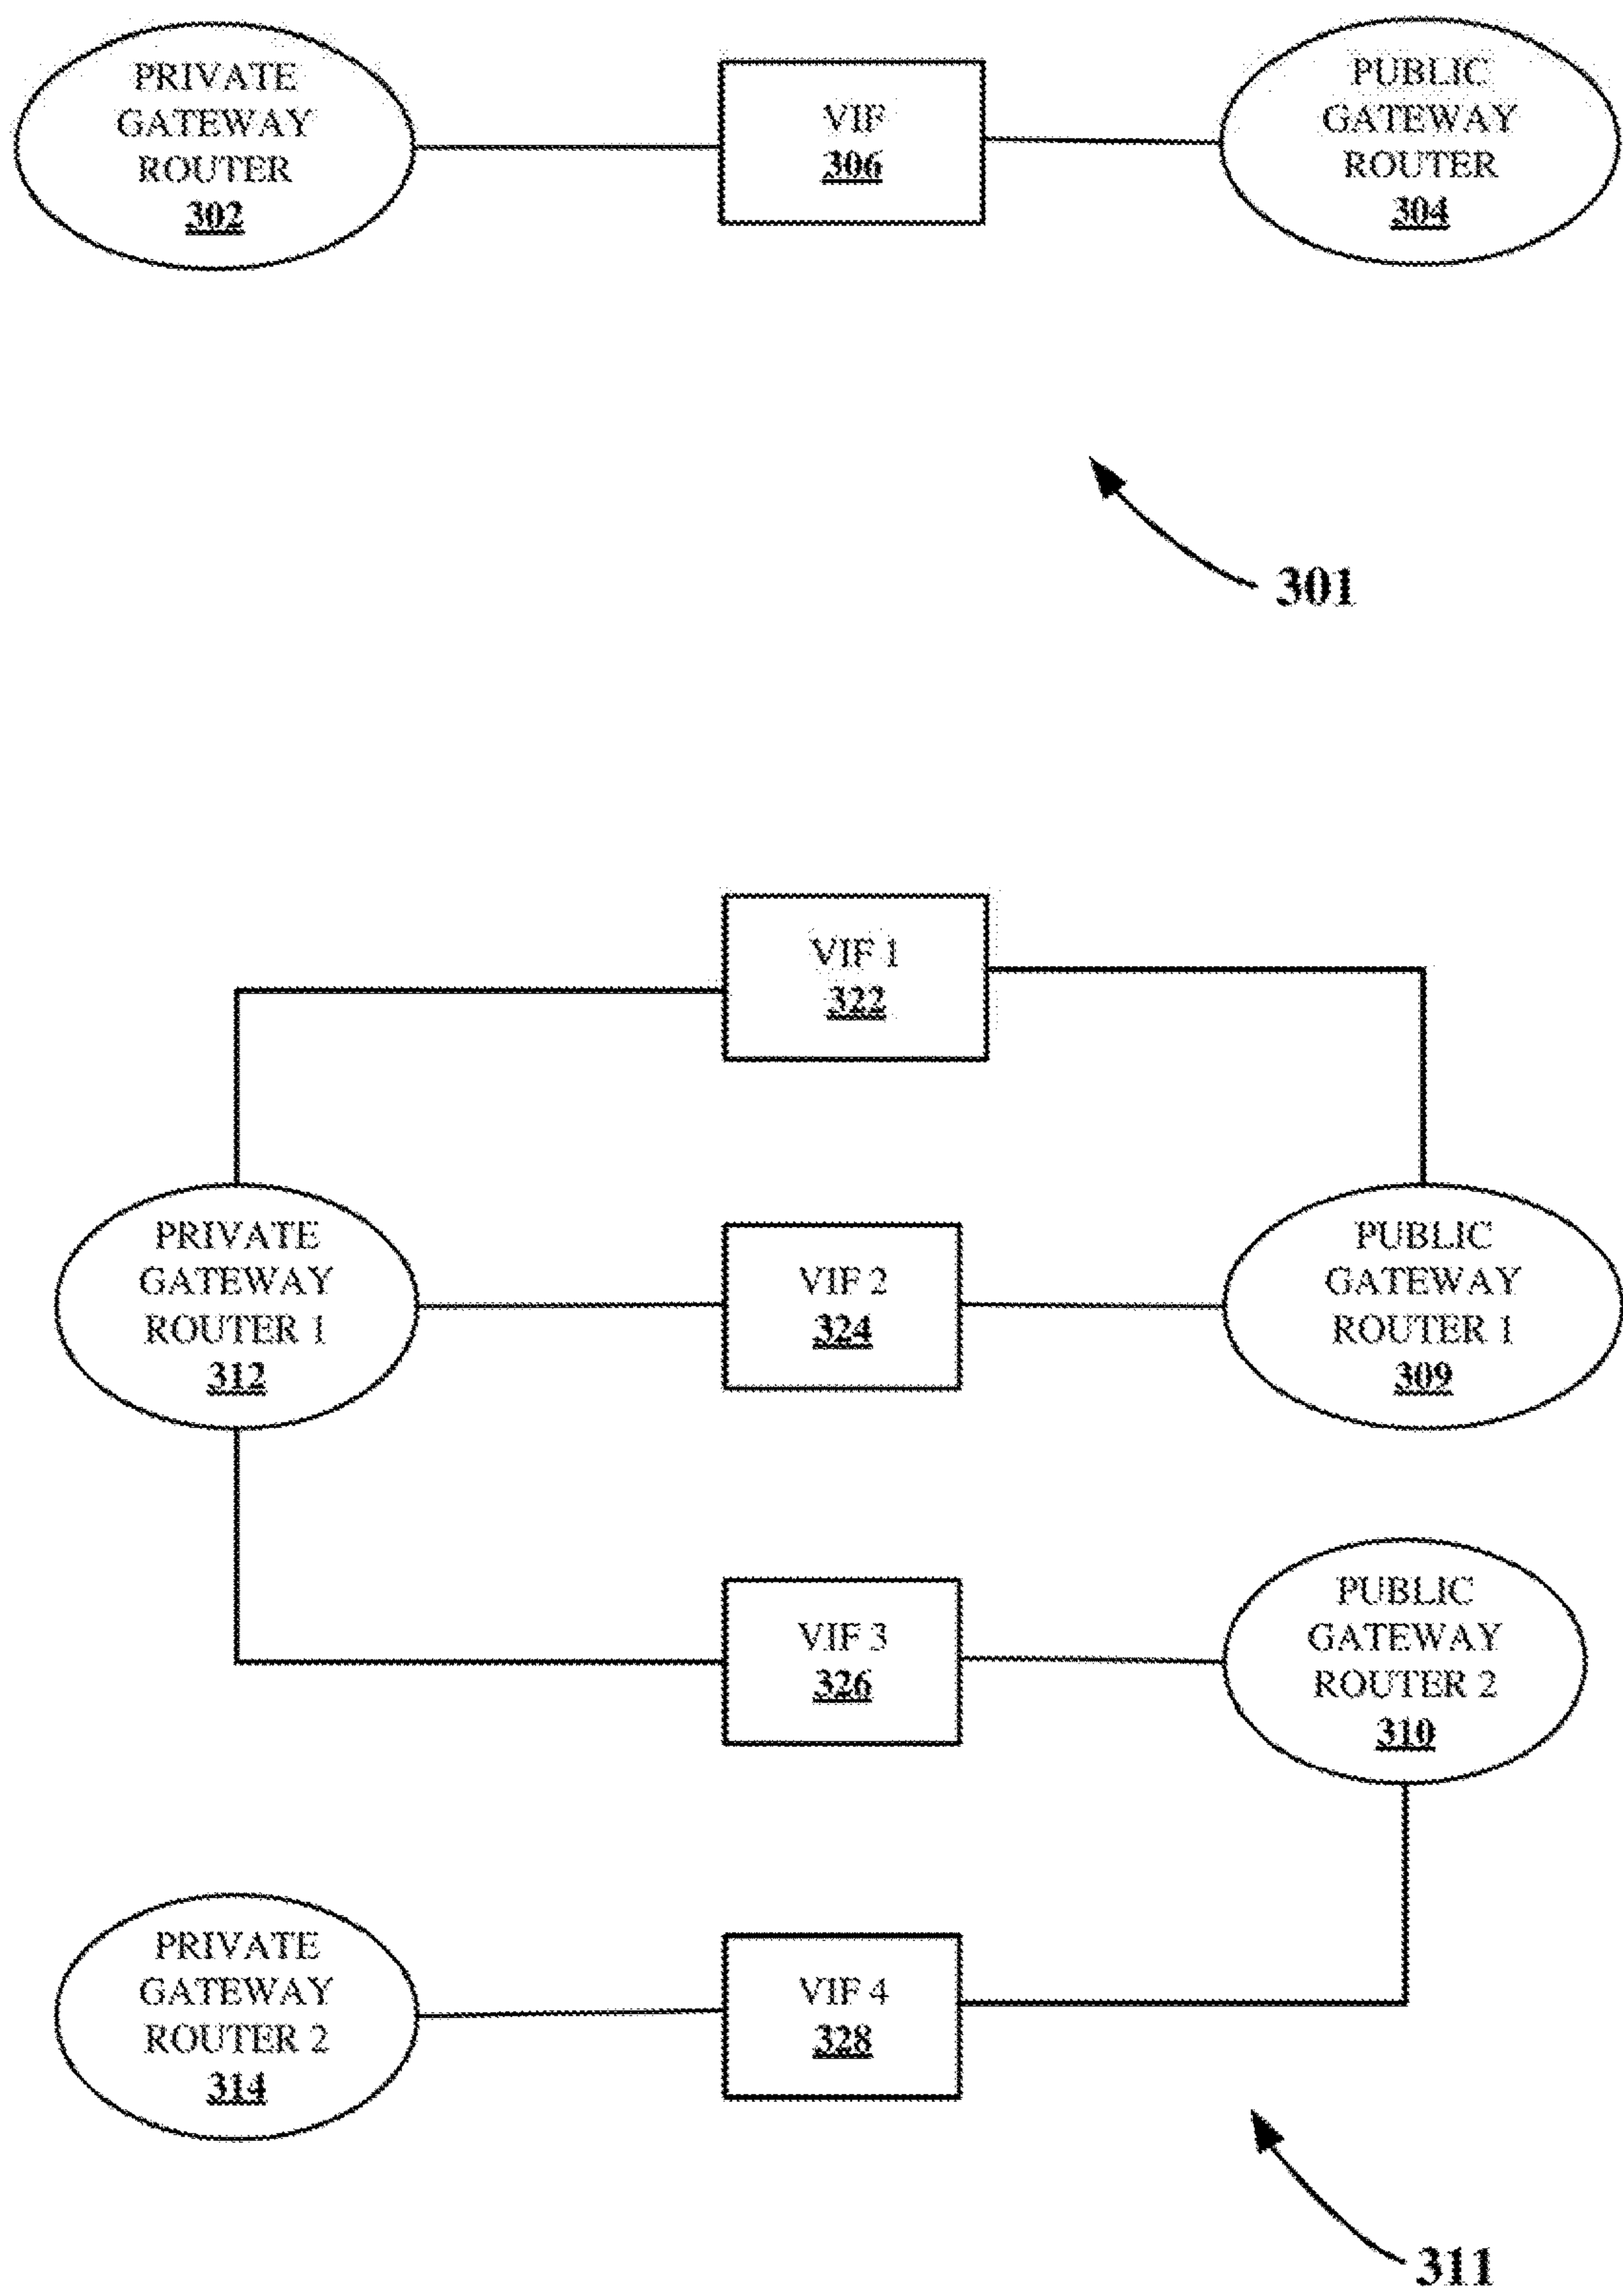 PRIVATE
GATEWAY
ROUTER
302
VIF
306
PUBLIC
GATEWAY
ROUTER
304
301
VIF 1
322
PRIVATE
GATEWAY
ROUTER 1
312
VIF 2
324
PUBLIC
GATEWAY
ROUTER 1
309
VIF 3
326
PUBLIC
GATEWAY
ROUTER 2
310
PRIVATE
GATEWAY
ROUTER 2
314
VIF 4
328
311